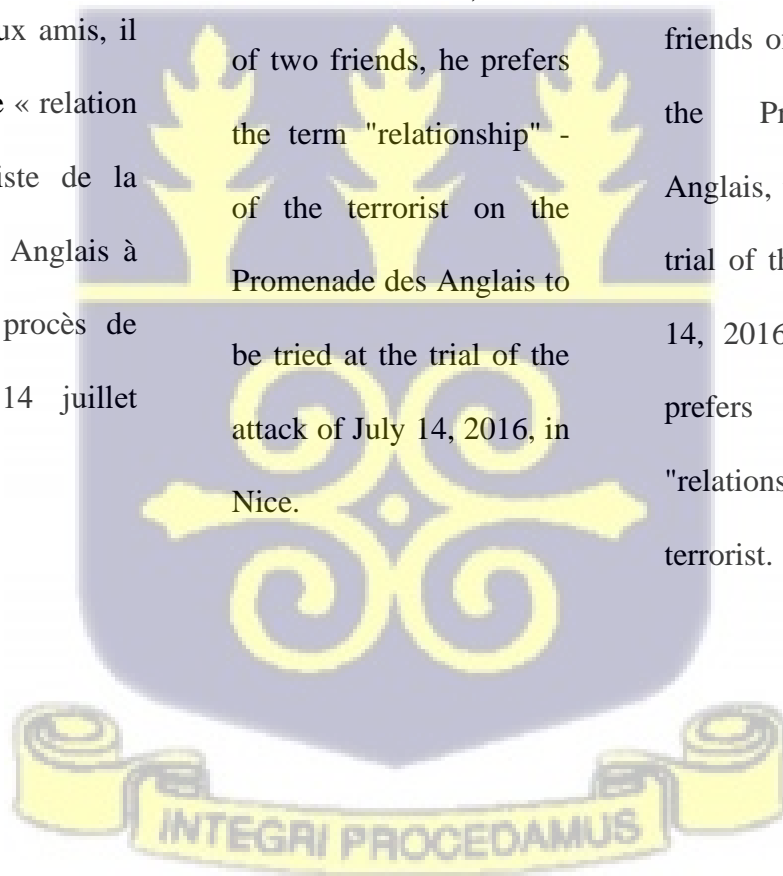 ux amis, il
« relation
iste de la
Anglais à
procès de
14 juillet
of two friends, he prefers
the term "relationship" -
of the terrorist on the
Promenade des Anglais to
be tried at the trial of the
attack of July 14, 2016, in
Nice.
friends of
the Pr
Anglais,
trial of th
14, 2016
prefers
"relations
terrorist.
INTEGRI PROCEDAMUS